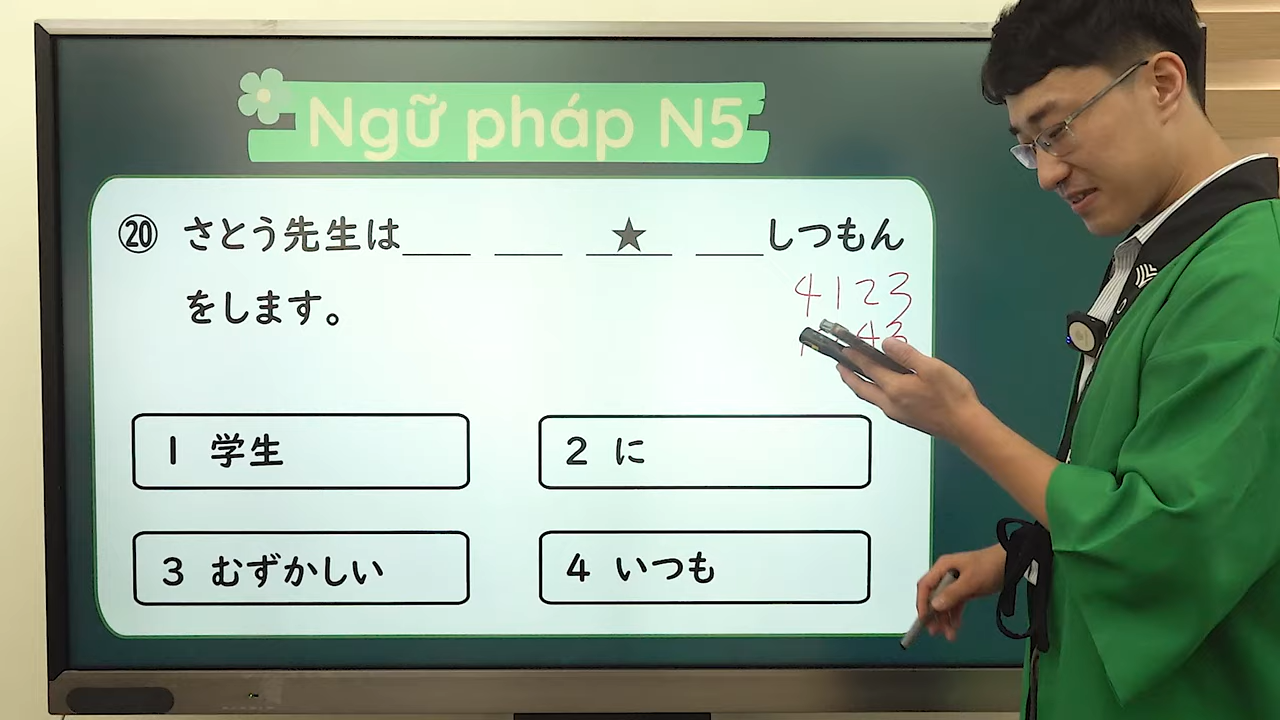 Ngữ pháp N5
⑳ さとう先生は＿＿ ＿＿ ★ ＿＿しつもん
をします。
4123
43
1 学生
2 に
3 むずかしい
4 いつも